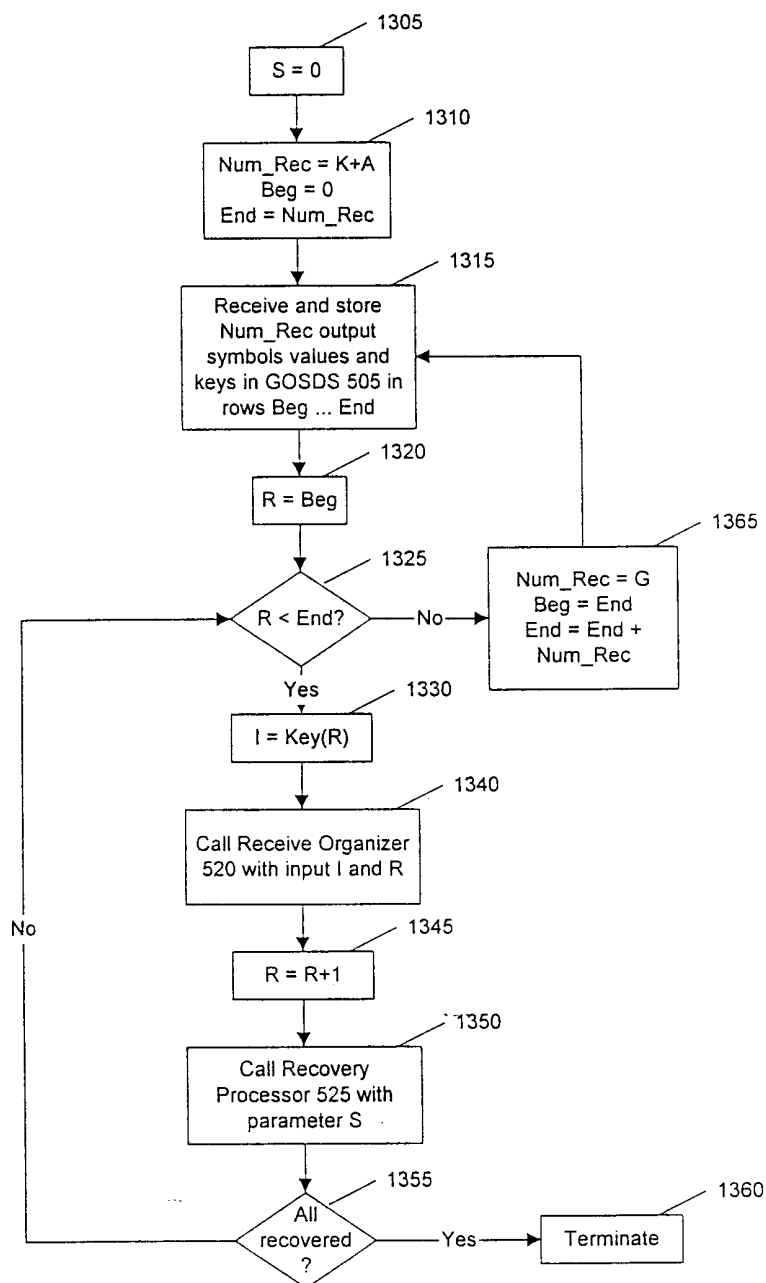 1305
S = 0
1310
Num_Rec = K+A
Beg = 0
End = Num_Rec
1315
Receive and store
Num_Rec output
symbols values and
keys in GOSDS 505 in
rows Beg ... End
1320
R = Beg
1325
R < End?
No
1365
Num_Rec = G
Beg = End
End = End +
Num_Rec
Yes
1330
I = Key(R)
1340
Call Receive Organizer
520 with input I and R
No
1345
R = R+1
1350
Call Recovery
Processor 525 with
parameter S
1355
All
recovered
?
Yes
1360
Terminate